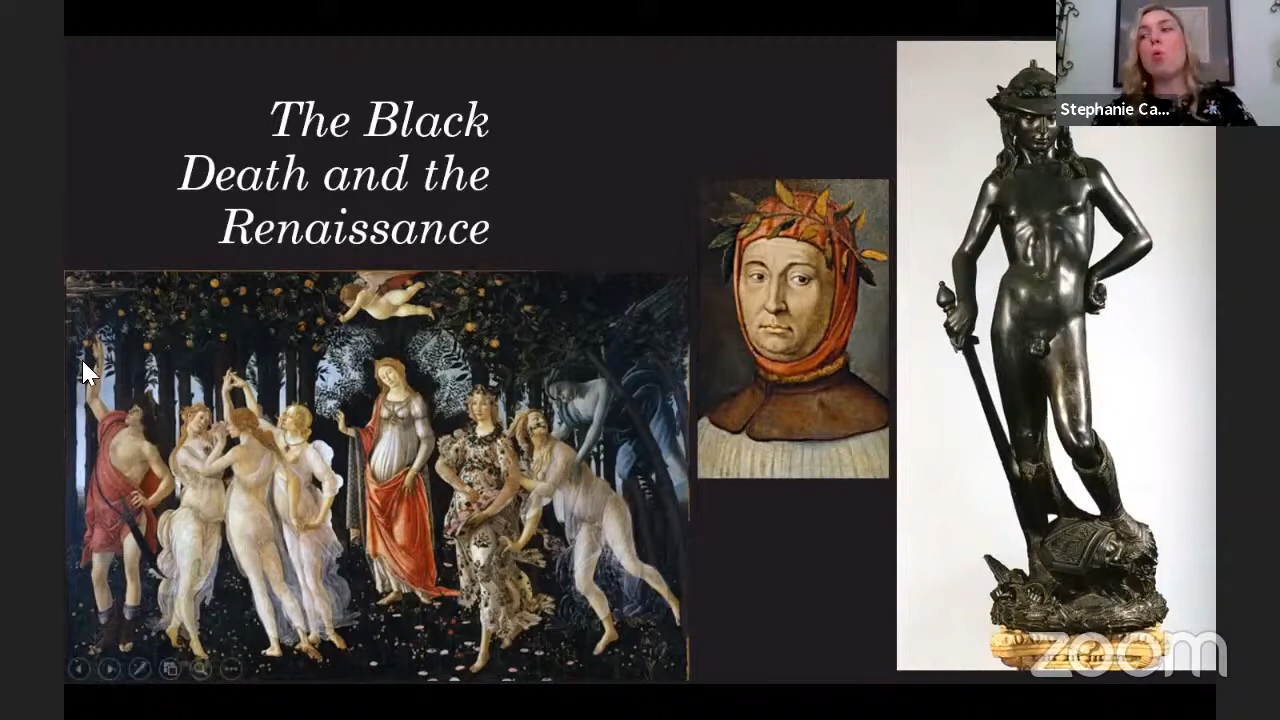 The Black
Death and the
Renaissance
Stephanie Ca...
zoom